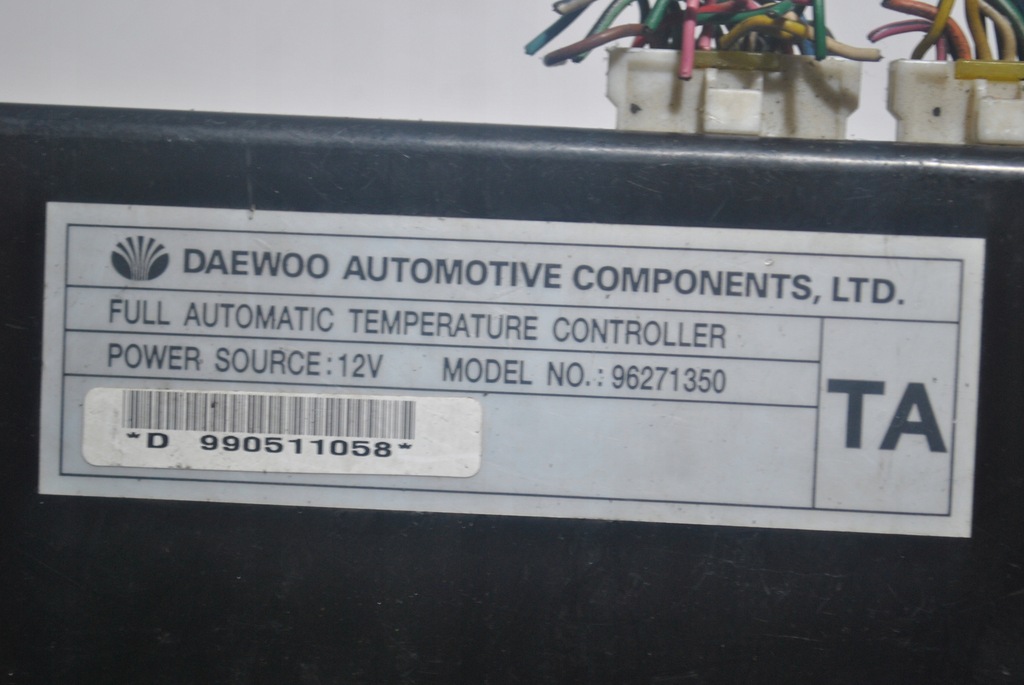 DAEWOO AUTOMOTIVE COMPONENTS, LTD.
FULL AUTOMATIC TEMPERATURE CONTROLLER
POWER SOURCE:12V MODEL NO.:96271350
TA
*D 990511058*